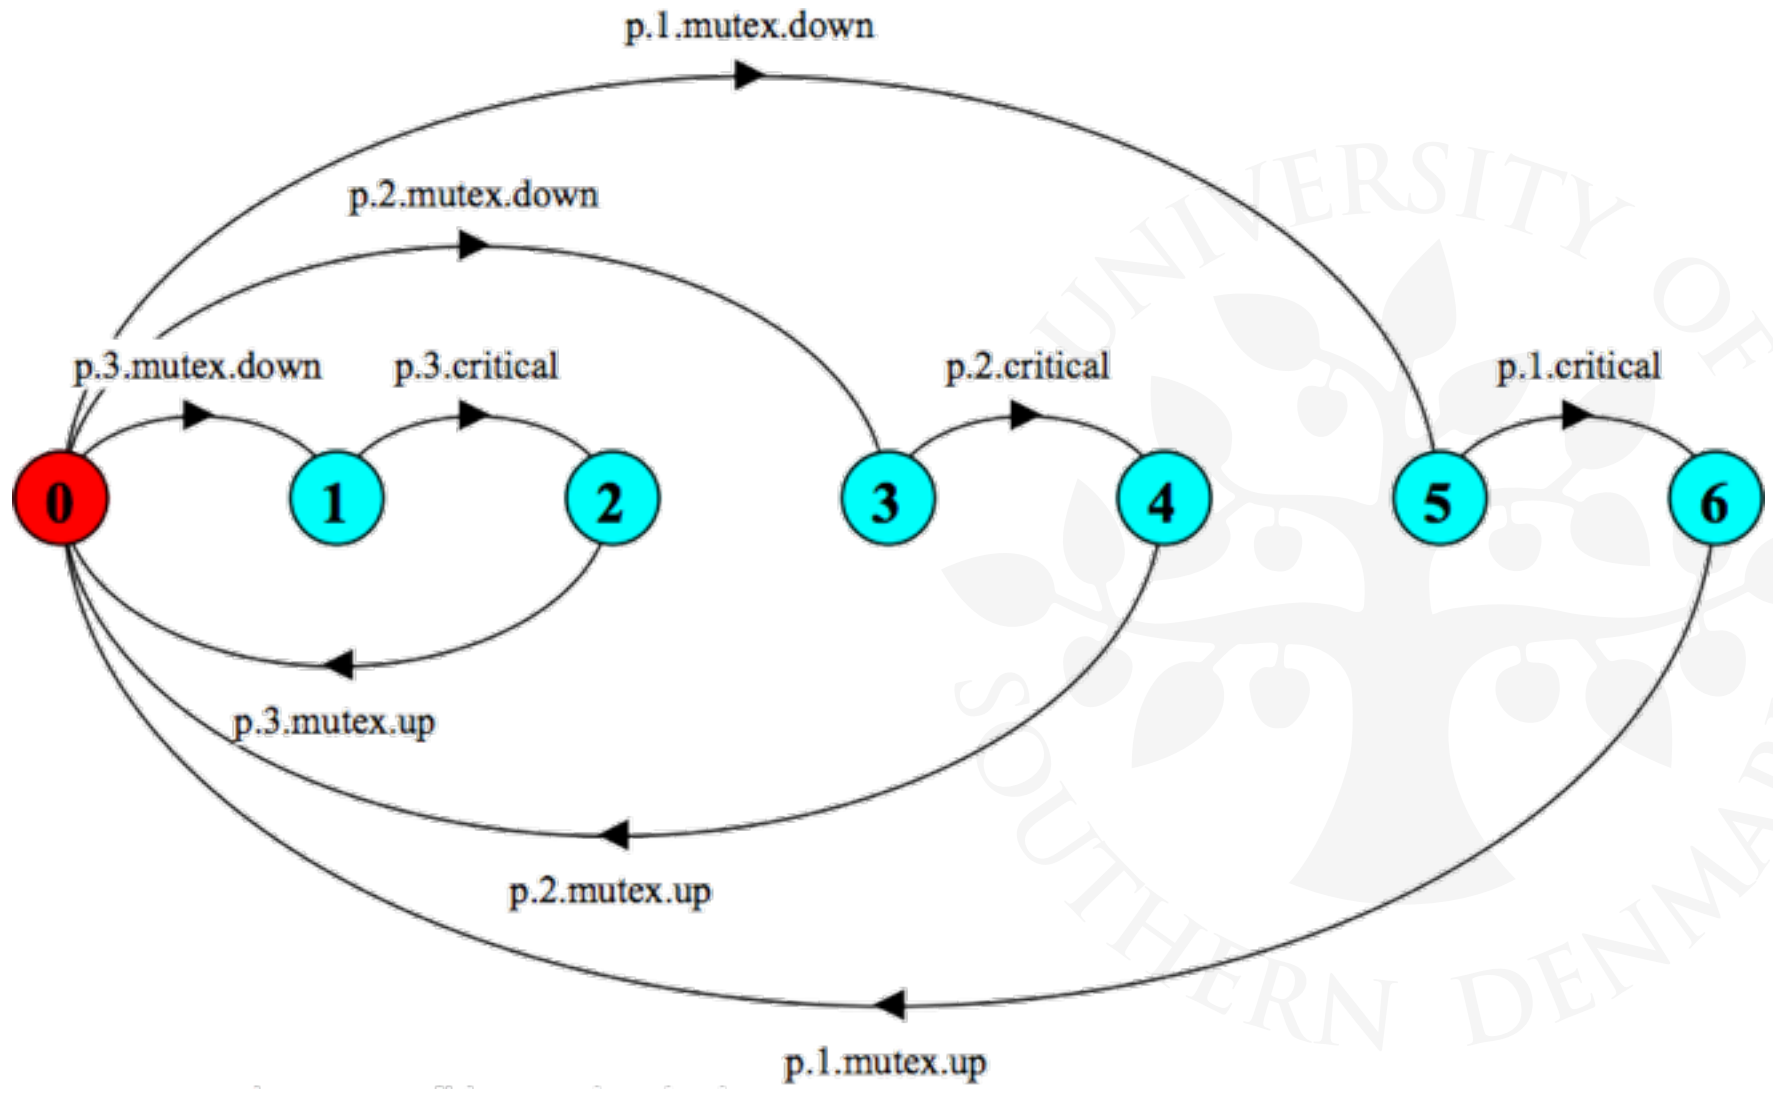 p.1.mutex.down
p.2.mutex.down
p.3.mutex.down
p.3.critical
p.2.critical
p.1.critical
0
1
2
3
4
5
6
p.3.mutex.up
p.2.mutex.up
p.1.mutex.up
UNIVERSITY OF
SOUTHERN